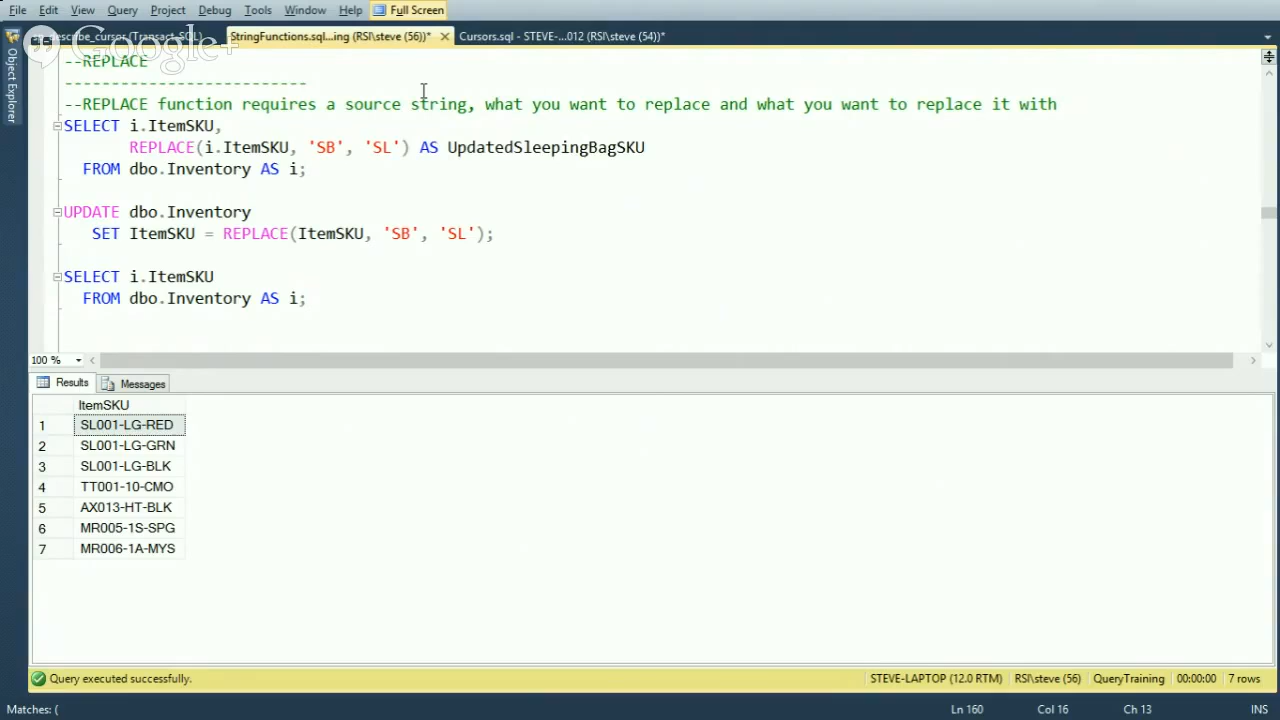 File Edit View Query Project Debug Tools Window Help Full Screen
sp_describe_cursor (Transact-SQL) StringFunctions.sql...ing (RSI\steve (56))* Cursors.sql - STEVE-...012 (RSI\steve (54))*
Google+
Object Explorer
--REPLACE
--------------------------
--REPLACE function requires a source string, what you want to replace and what you want to replace it with
SELECT i.ItemSKU,
REPLACE(i.ItemSKU, 'SB', 'SL') AS UpdatedSleepingBagSKU
FROM dbo.Inventory AS i;
UPDATE dbo.Inventory
SET ItemSKU = REPLACE(ItemSKU, 'SB', 'SL');
SELECT i.ItemSKU
FROM dbo.Inventory AS i;
100 %
Results Messages
ItemSKU
1 SL001-LG-RED
2 SL001-LG-GRN
3 SL001-LG-BLK
4 TT001-10-CMO
5 AX013-HT-BLK
6 MR005-1S-SPG
7 MR006-1A-MYS
Query executed successfully. STEVE-LAPTOP (12.0 RTM) RSI\steve (56) QueryTraining 00:00:00 7 rows
Matches: ( Ln 160 Col 16 Ch 13 INS